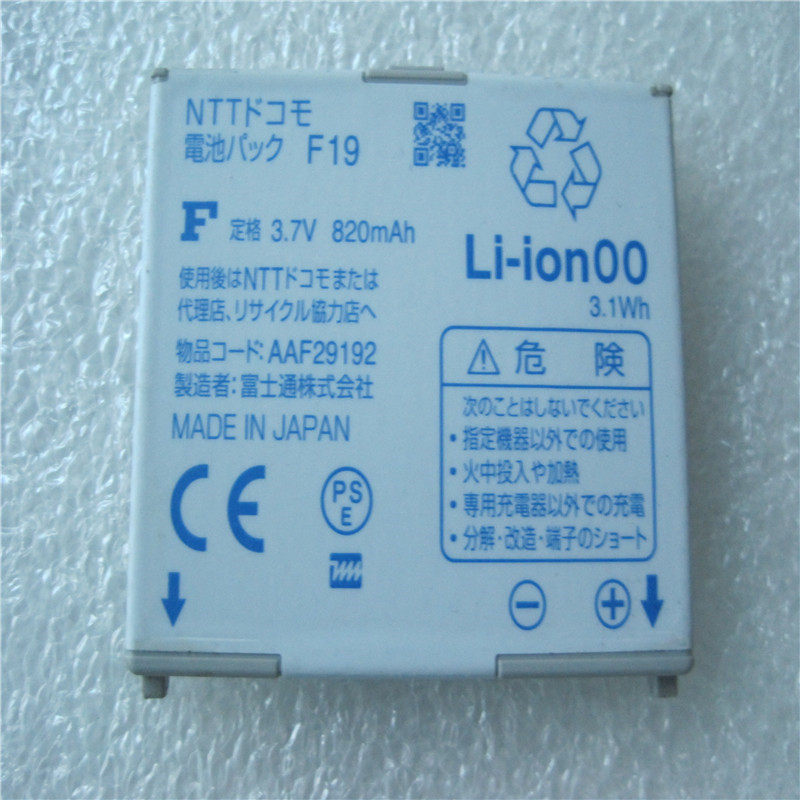 NTTドコモ
電池パック F19
F 定格 3.7V 820mAh
使用後はNTTドコモまたは
代理店、リサイクル協力店へ
物品コード:AAF29192
製造者:富士通株式会社
MADE IN JAPAN
CE
PS
E
Li-ion00
3.1Wh
危 険
次のことはしないでください
・指定機器以外での使用
・火中投入や加熱
・専用充電器以外での充電
・分解・改造・端子のショート
- +